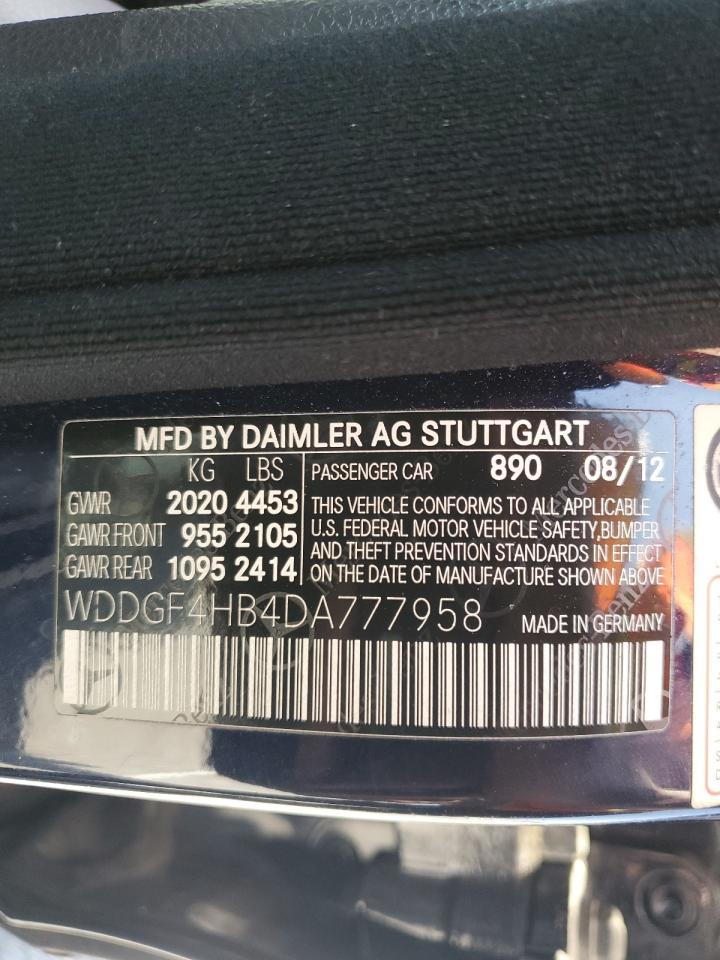 MFD BY DAIMLER AG STUTTGART
KG LBS
GVWR 2020 4453
GAWR FRONT 955 2105
GAWR REAR 1095 2414
PASSENGER CAR 890 08/12
THIS VEHICLE CONFORMS TO ALL APPLICABLE
U.S. FEDERAL MOTOR VEHICLE SAFETY,BUMPER
AND THEFT PREVENTION STANDARDS IN EFFECT
ON THE DATE OF MANUFACTURE SHOWN ABOVE
WDDGF4HB4DA777958 MADE IN GERMANY